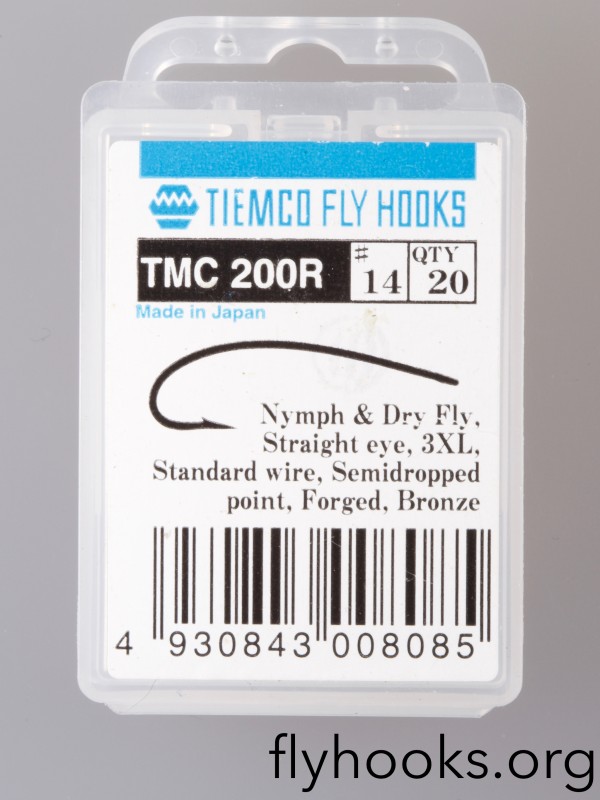 TIEMCO FLY HOOKS
TMC 200R # 14 QTY 20
Made in Japan
Nymph & Dry Fly,
Straight eye, 3XL,
Standard wire, Semidropped
point, Forged, Bronze
4 930843 008085
flyhooks.org